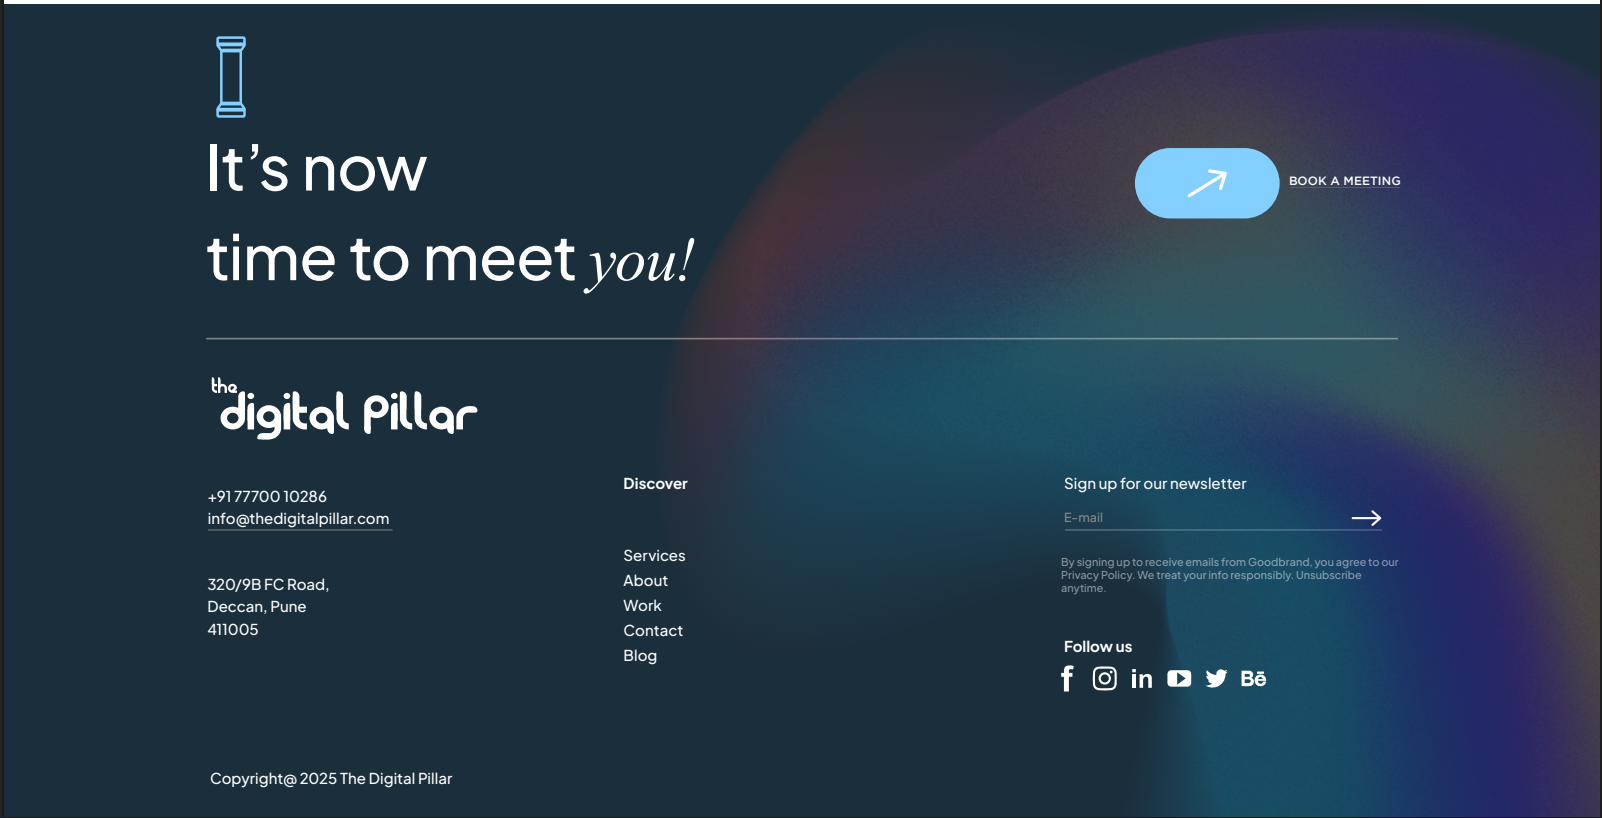 It’s now
time to meet you!
BOOK A MEETING
the
digital Pillar
+91 77700 10286
info@thedigitalpillar.com
320/9B FC Road,
Deccan, Pune
411005
Discover
Services
About
Work
Contact
Blog
Sign up for our newsletter
E-mail
By signing up to receive emails from Goodbrand, you agree to our
Privacy Policy. We treat your info responsibly. Unsubscribe
anytime.
Follow us
f
in
Bē
Copyright@ 2025 The Digital Pillar